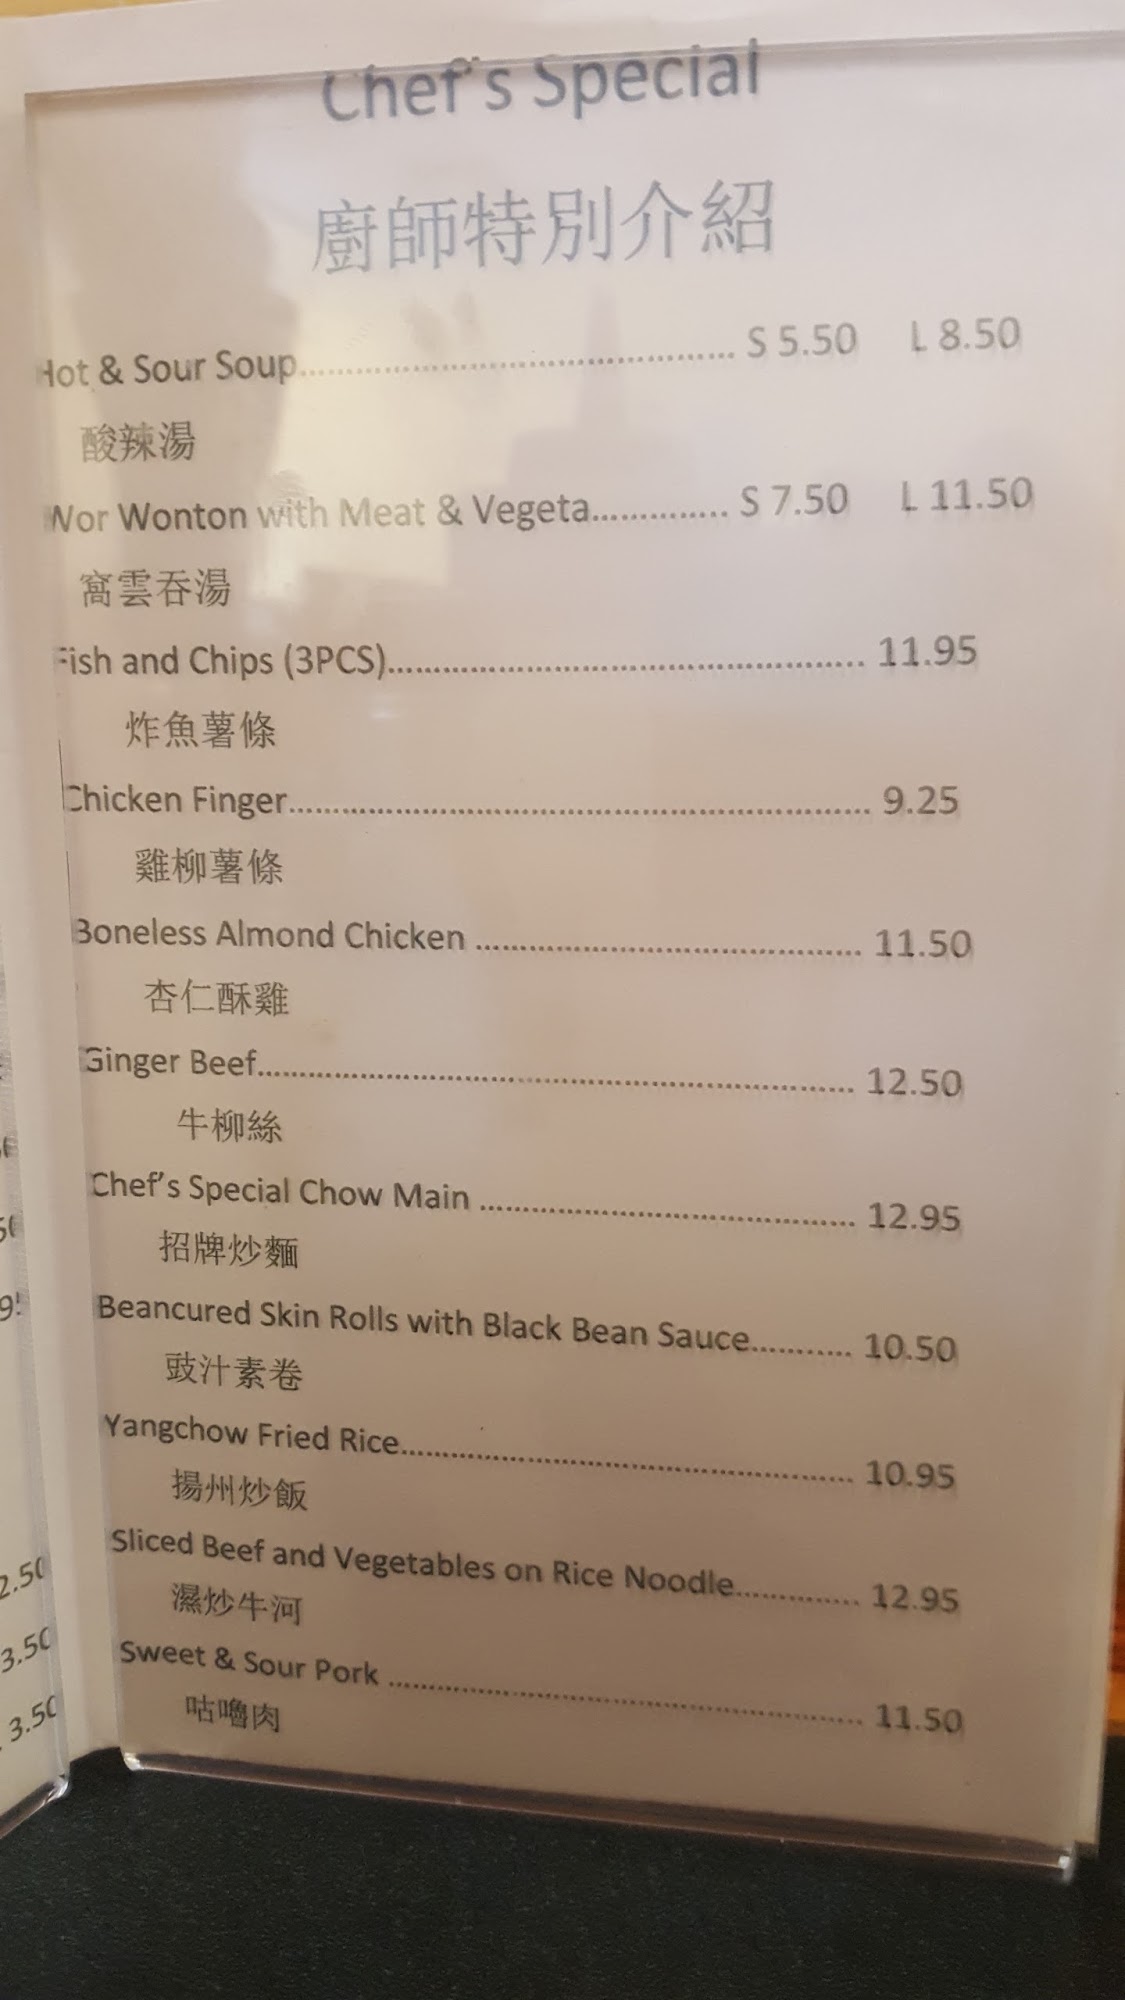 Chef's Special
廚師特別介紹
Hot & Sour Soup........................................ S 5.50 L 8.50
酸辣湯
Wor Wonton with Meat & Vegeta.............. S 7.50 L 11.50
窩雲吞湯
Fish and Chips (3PCS)................................................ 11.95
炸魚薯條
Chicken Finger.......................................................... 9.25
雞柳薯條
Boneless Almond Chicken ....................................... 11.50
杏仁酥雞
Ginger Beef............................................................ 12.50
牛柳絲
Chef's Special Chow Main ...................................... 12.95
招牌炒麵
Beancured Skin Rolls with Black Bean Sauce........... 10.50
豉汁素卷
Yangchow Fried Rice.............................................. 10.95
揚州炒飯
Sliced Beef and Vegetables on Rice Noodle............. 12.95
濕炒牛河
Sweet & Sour Pork ................................................ 11.50
咕嚕肉
2.50
3.50
3.50